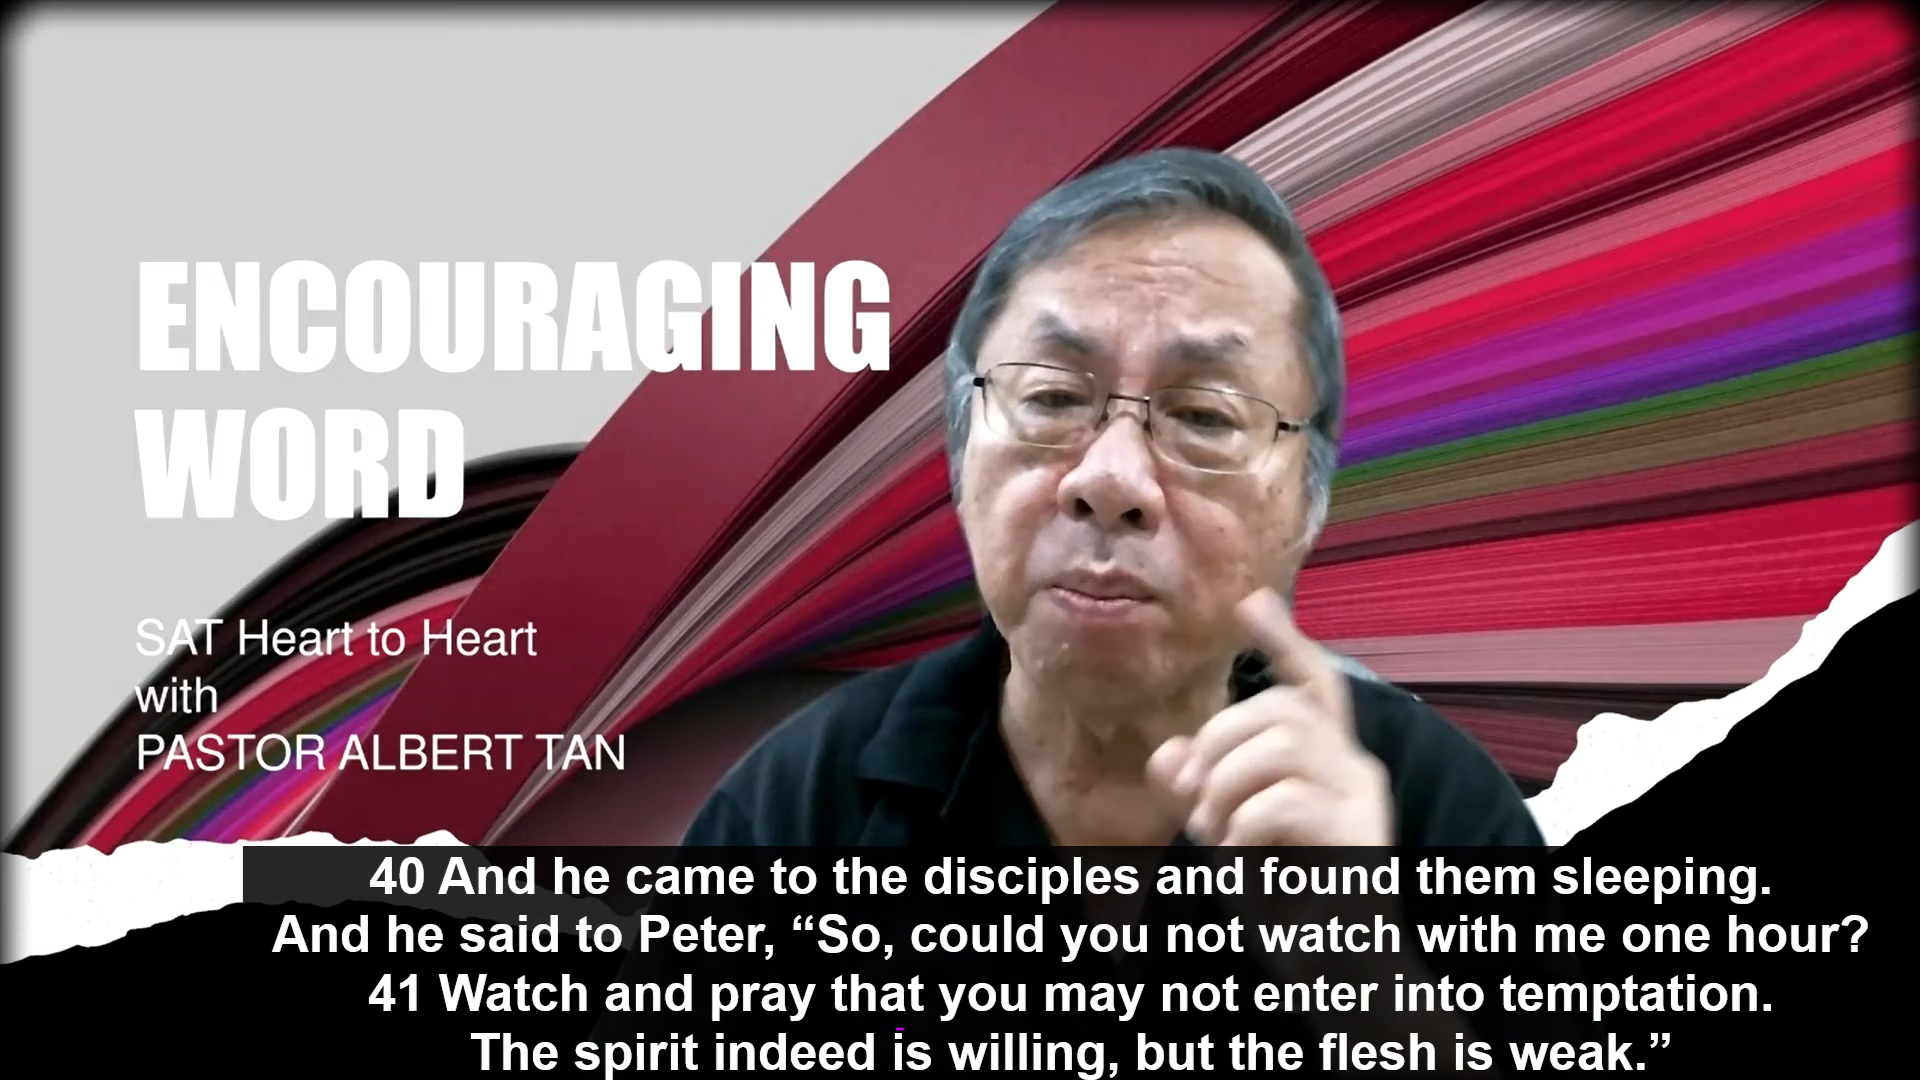 ENCOURAGING
WORD
SAT Heart to Heart
with
PASTOR ALBERT TAN
40 And he came to the disciples and found them sleeping.
And he said to Peter, “So, could you not watch with me one hour?
41 Watch and pray that you may not enter into temptation.
The spirit indeed is willing, but the flesh is weak.”